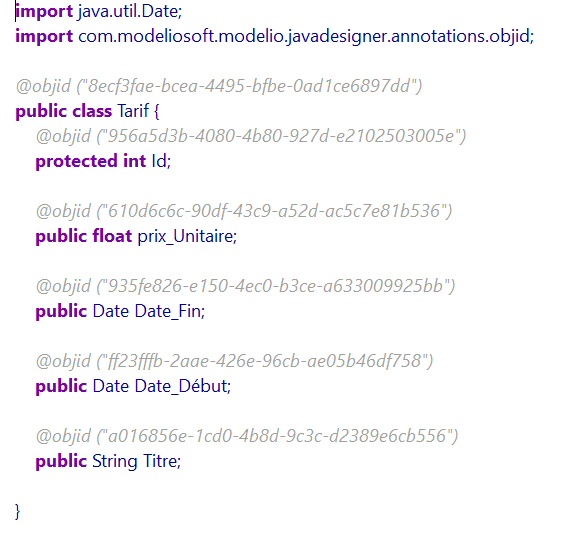 import java.util.Date;
import com.modeliosoft.modelio.javadesigner.annotations.objid;
@objid ("8ecf3fae-bcea-4495-bfbe-0ad1ce6897dd")
public class Tarif {
@objid ("956a5d3b-4080-4b80-927d-e2102503005e")
protected int Id;
@objid ("610d6c6c-90df-43c9-a52d-ac5c7e81b536")
public float prix_Unitaire;
@objid ("935fe826-e150-4ec0-b3ce-a633009925bb")
public Date Date_Fin;
@objid ("ff23fffb-2aae-426e-96cb-ae05b46df758")
public Date Date_Début;
@objid ("a016856e-1cd0-4b8d-9c3c-d2389e6cb556")
public String Titre;
}